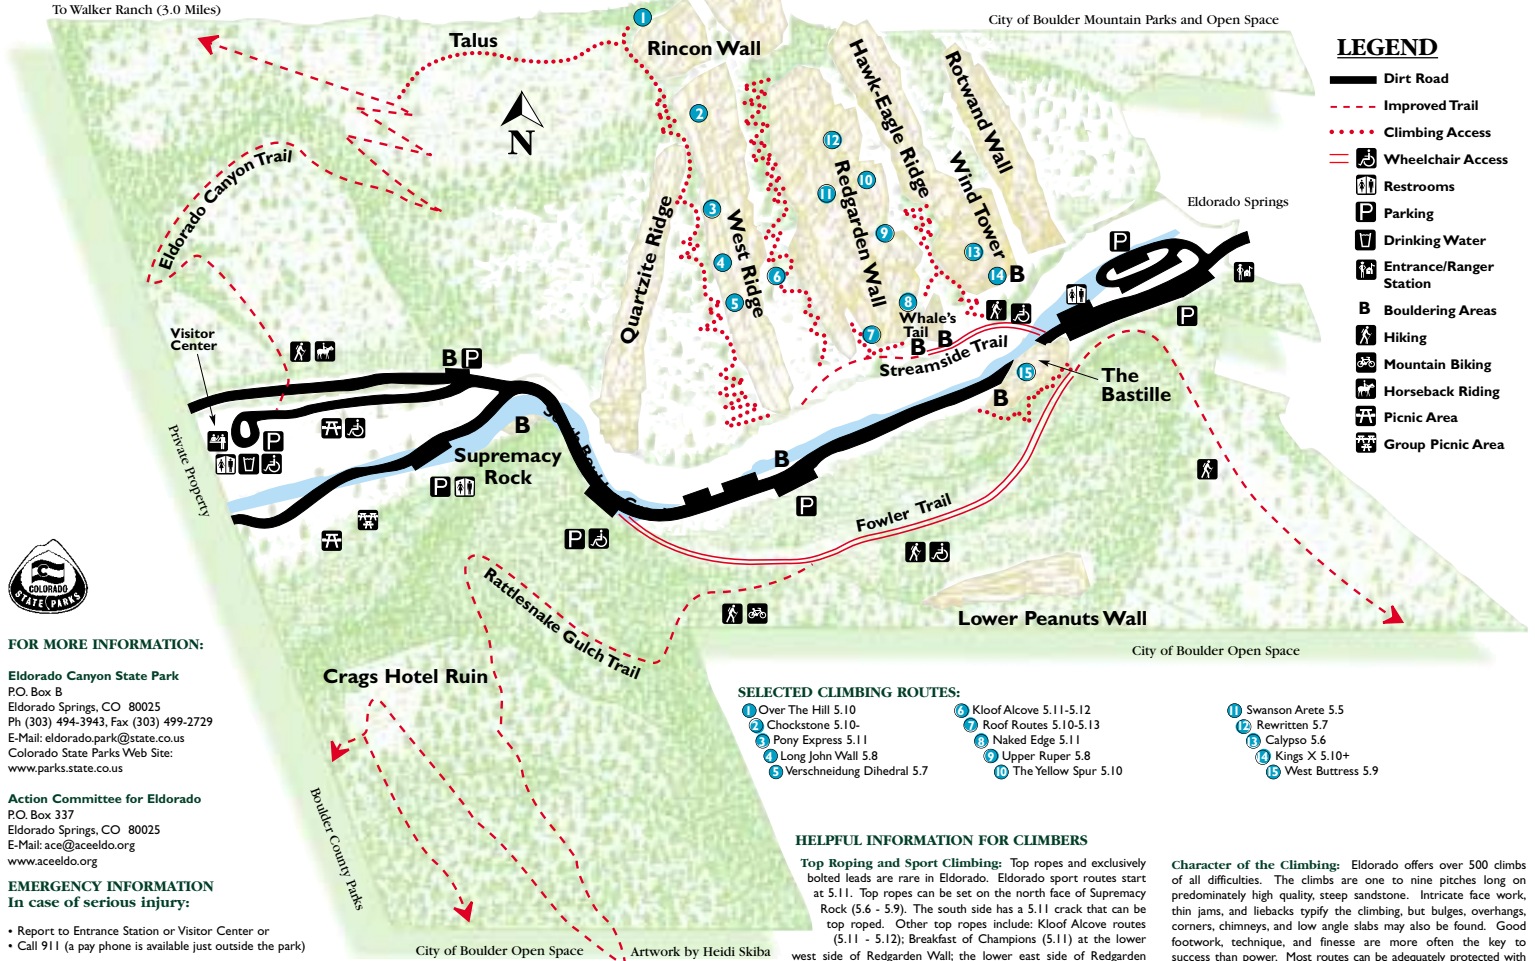 To Walker Ranch (3.0 Miles)
City of Boulder Mountain Parks and Open Space
Talus
1
Rincon Wall
Hawk-Eagle Ridge
Rotwand Wall
N
2
12
Eldorado Canyon Trail
Redgarden Wall
10
11
Wind Tower
3
West Ridge
Quartzite Ridge
9
13
4
6
14
B
5
8
Eldorado Springs
P
P
Whale's
Tail
7
B
B
Streamside Trail
15
The
Bastille
B
Visitor
Center
B
P
P
Private Property
B
Supremacy
Rock
P
B
P
Fowler Trail
P
Rattlesnake Gulch Trail
Lower Peanuts Wall
City of Boulder Open Space
Crags Hotel Ruin
Boulder County Parks
City of Boulder Open Space
Artwork by Heidi Skiba
LEGEND
Dirt Road
Improved Trail
Climbing Access
Wheelchair Access
Restrooms
P Parking
Drinking Water
Entrance/Ranger
Station
B Bouldering Areas
Hiking
Mountain Biking
Horseback Riding
Picnic Area
Group Picnic Area
C
COLORADO
STATE PARKS
FOR MORE INFORMATION:
Eldorado Canyon State Park
P.O. Box B
Eldorado Springs, CO 80025
Ph (303) 494-3943, Fax (303) 499-2729
E-Mail: eldorado.park@state.co.us
Colorado State Parks Web Site:
www.parks.state.co.us
Action Committee for Eldorado
P.O. Box 337
Eldorado Springs, CO 80025
E-Mail: ace@aceeldo.org
www.aceeldo.org
EMERGENCY INFORMATION
In case of serious injury:
• Report to Entrance Station or Visitor Center or
• Call 911 (a pay phone is available just outside the park)
SELECTED CLIMBING ROUTES:
1 Over The Hill 5.10
2 Chockstone 5.10-
3 Pony Express 5.11
4 Long John Wall 5.8
5 Verschneidung Dihedral 5.7
6 Kloof Alcove 5.11-5.12
7 Roof Routes 5.10-5.13
8 Naked Edge 5.11
9 Upper Ruper 5.8
10 The Yellow Spur 5.10
11 Swanson Arete 5.5
12 Rewritten 5.7
13 Calypso 5.6
14 Kings X 5.10+
15 West Buttress 5.9
HELPFUL INFORMATION FOR CLIMBERS
Top Roping and Sport Climbing: Top ropes and exclusively
bolted leads are rare in Eldorado. Eldorado sport routes start
at 5.11. Top ropes can be set on the north face of Supremacy
Rock (5.6 - 5.9). The south side has a 5.11 crack that can be
top roped. Other top ropes include: Kloof Alcove routes
(5.11 - 5.12); Breakfast of Champions (5.11) at the lower
west side of Redgarden Wall; the lower east side of Redgarden
Character of the Climbing: Eldorado offers over 500 climbs
of all difficulties. The climbs are one to nine pitches long on
predominately high quality, steep sandstone. Intricate face work,
thin jams, and liebacks typify the climbing, but bulges, overhangs,
corners, chimneys, and low angle slabs may also be found. Good
footwork, technique, and finesse are more often the key to
success than power. Most routes can be adequately protected with